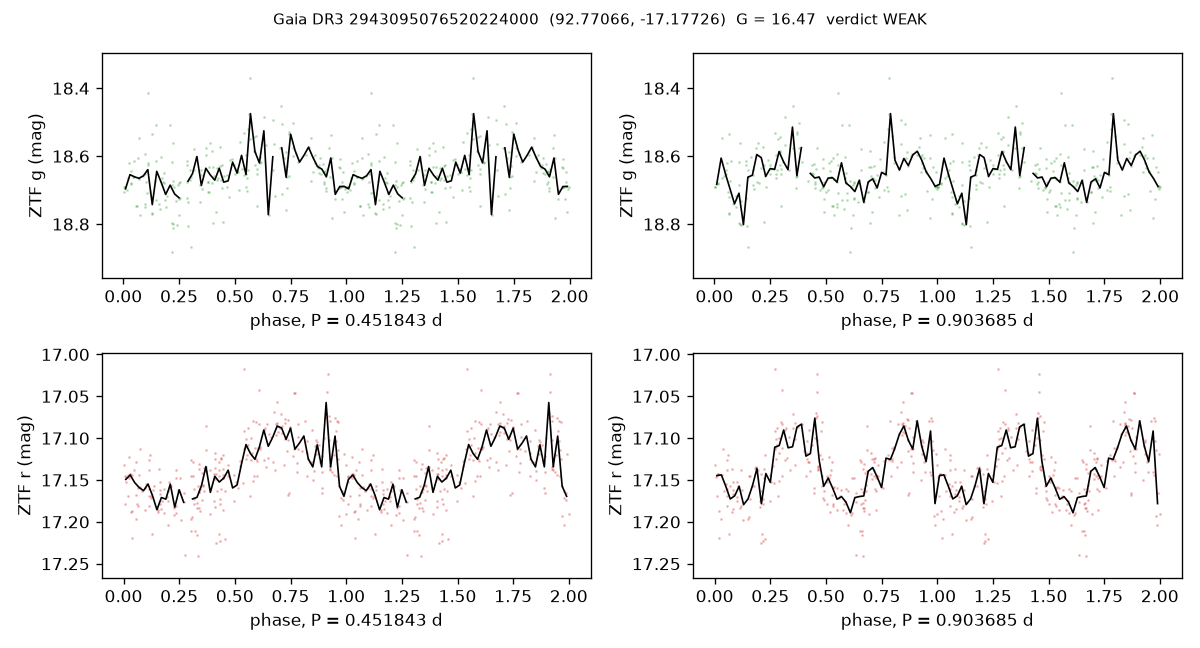 Gaia DR3 2943095076520224000  (92.77066, -17.17726)  G = 16.47  verdict WEAK
ZTF g (mag)
18.4
18.6
18.8
0.00 0.25 0.50 0.75 1.00 1.25 1.50 1.75 2.00
phase, P = 0.451843 d
ZTF g (mag)
18.4
18.6
18.8
0.00 0.25 0.50 0.75 1.00 1.25 1.50 1.75 2.00
phase, P = 0.903685 d
ZTF r (mag)
17.00
17.05
17.10
17.15
17.20
17.25
0.00 0.25 0.50 0.75 1.00 1.25 1.50 1.75 2.00
phase, P = 0.451843 d
ZTF r (mag)
17.00
17.05
17.10
17.15
17.20
17.25
0.00 0.25 0.50 0.75 1.00 1.25 1.50 1.75 2.00
phase, P = 0.903685 d